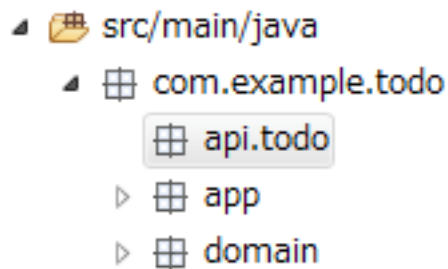 src/main/java
com.example.todo
api.todo
app
domain